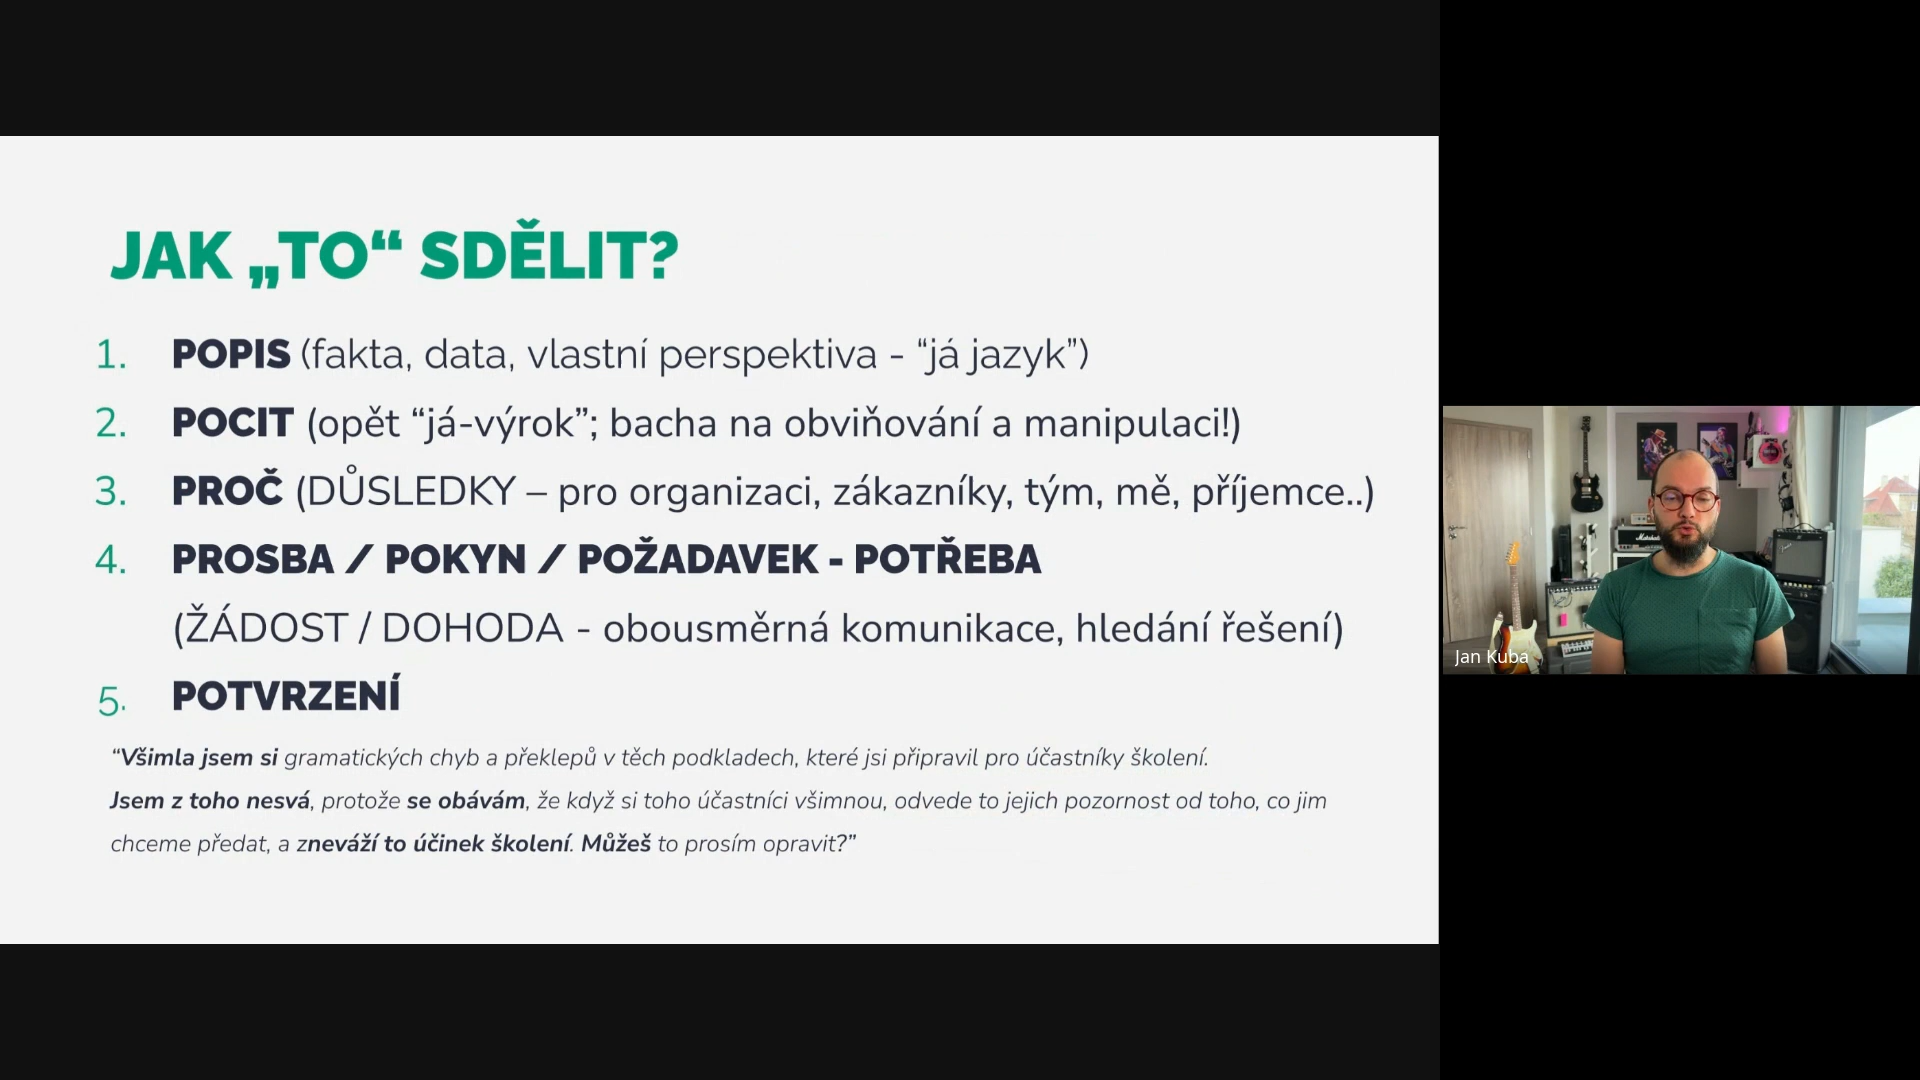 JAK „TO“ SDĚLIT?
1. POPIS (fakta, data, vlastní perspektiva - “já jazyk”)
2. POCIT (opět “já-výrok”; bacha na obviňování a manipulaci!)
3. PROČ (DŮSLEDKY – pro organizaci, zákazníky, tým, mě, příjemce..)
4. PROSBA / POKYN / POŽADAVEK - POTŘEBA
(ŽÁDOST / DOHODA - obousměrná komunikace, hledání řešení)
5. POTVRZENÍ
“Všimla jsem si gramatických chyb a překlepů v těch podkladech, které jsi připravil pro účastníky školení.
Jsem z toho nesvá, protože se obávám, že když si toho účastníci všimnou, odvede to jejich pozornost od toho, co jim
chceme předat, a zneváží to účinek školení. Můžeš to prosím opravit?”
Marshall
Jan Kuba